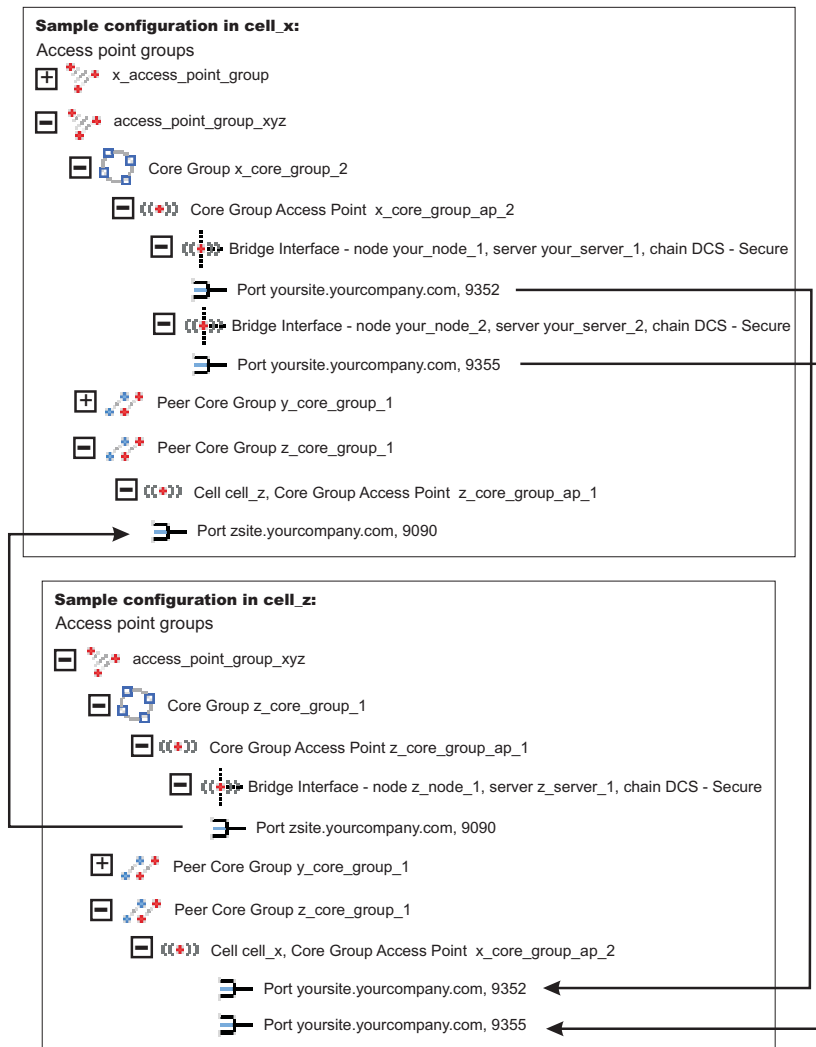 Sample configuration in cell_x:
Access point groups
x_access_point_group
access_point_group_xyz
Core Group x_core_group_2
Core Group Access Point x_core_group_ap_2
Bridge Interface - node your_node_1, server your_server_1, chain DCS - Secure
Port yoursite.yourcompany.com, 9352
Bridge Interface - node your_node_2, server your_server_2, chain DCS - Secure
Port yoursite.yourcompany.com, 9355
Peer Core Group y_core_group_1
Peer Core Group z_core_group_1
Cell cell_z, Core Group Access Point z_core_group_ap_1
Port zsite.yourcompany.com, 9090
Sample configuration in cell_z:
Access point groups
access_point_group_xyz
Core Group z_core_group_1
Core Group Access Point z_core_group_ap_1
Bridge Interface - node z_node_1, server z_server_1, chain DCS - Secure
Port zsite.yourcompany.com, 9090
Peer Core Group y_core_group_1
Peer Core Group z_core_group_1
Cell cell_x, Core Group Access Point x_core_group_ap_2
Port yoursite.yourcompany.com, 9352
Port yoursite.yourcompany.com, 9355